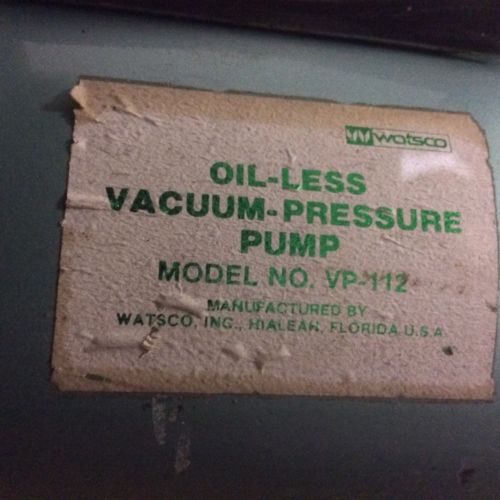 Watsco
OIL-LESS
VACUUM-PRESSURE
PUMP
MODEL NO. VP-112
MANUFACTURED BY
WATSCO, INC., HIALEAH, FLORIDA U.S.A.